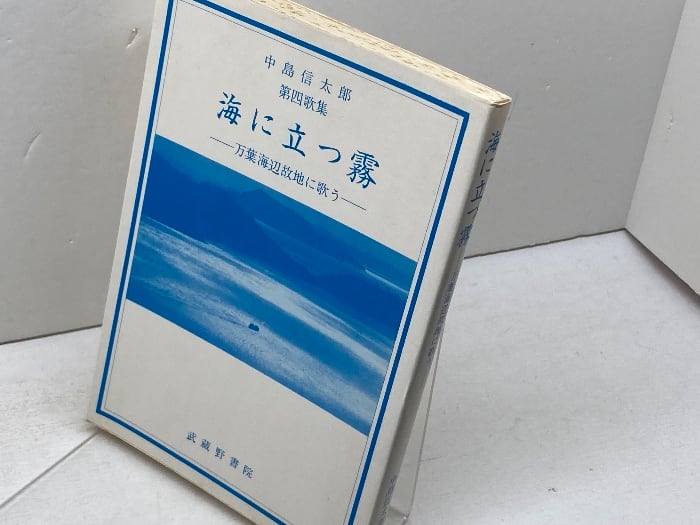 中島信太郎
第四歌集
海に立つ霧
―万葉海辺故地に歌う―
武蔵野書院
海に立つ霧